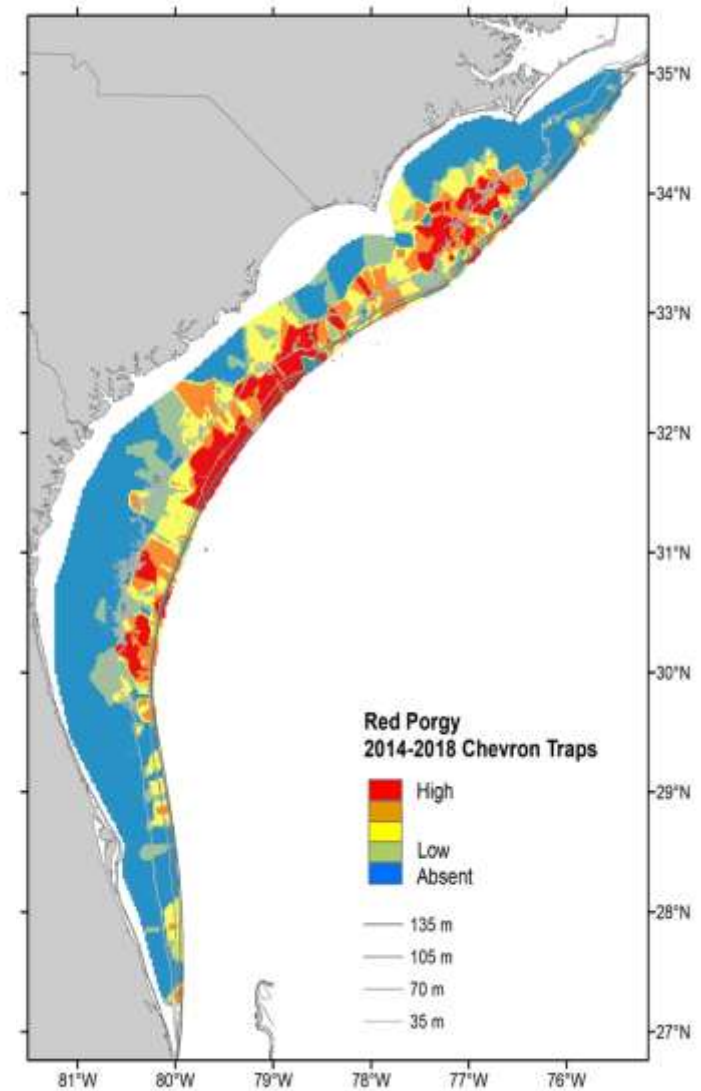 35°N
34°N
33°N
32°N
31°N
30°N
Red Porgy
2014-2018 Chevron Traps
High
29°N
Low
Absent
28°N
135 m
105 m
70 m
35 m
27°N
81°W 80°W 79°W 78°W 77°W 76°W